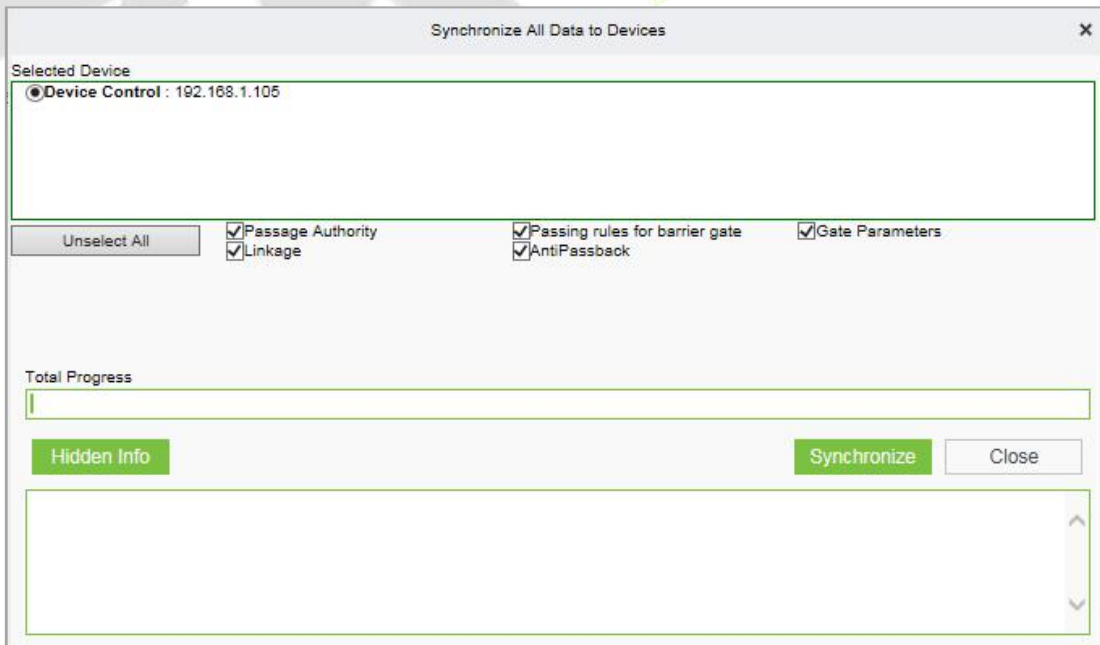 Synchronize All Data to Devices
Selected Device
Device Control : 192.168.1.105
Unselect All
Passage Authority
Passing rules for barrier gate
Gate Parameters
Linkage
AntiPassback
Total Progress
Hidden Info
Synchronize
Close